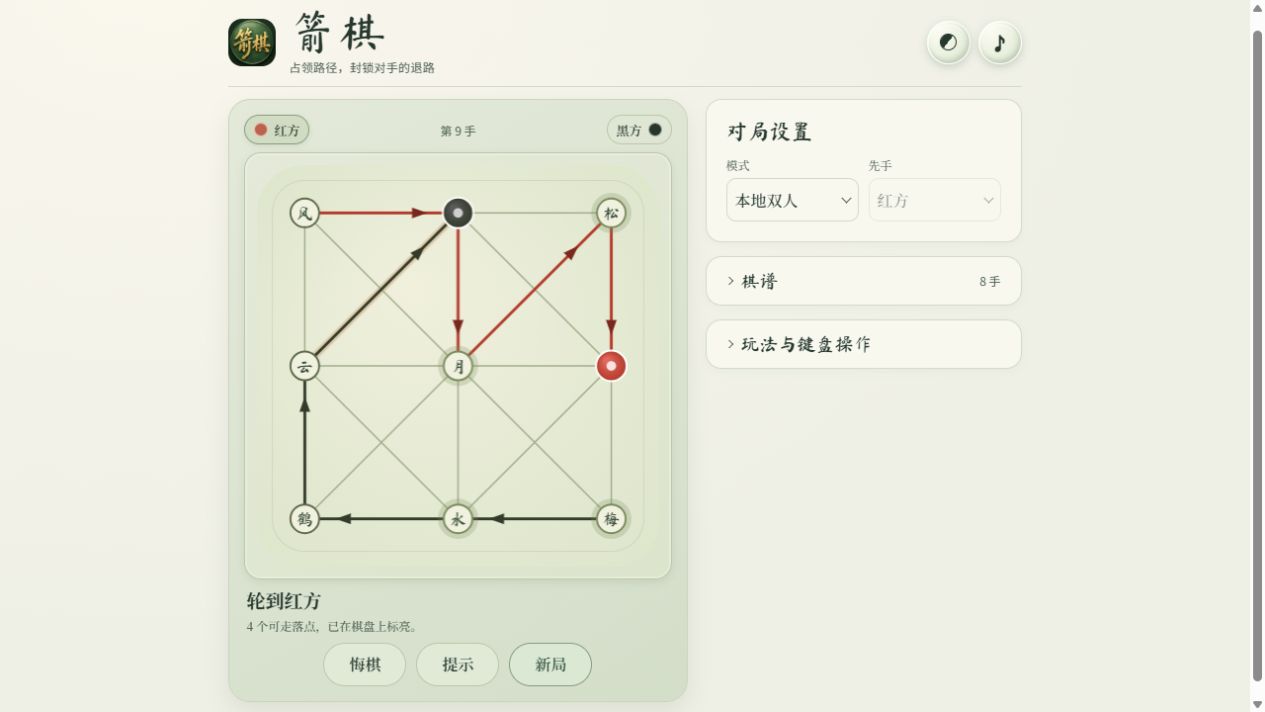 箭棋
箭棋
占领路径，封锁对手的退路
红方
第 9 手
黑方
风
松
云
月
鹤
水
梅
轮到红方
4 个可走落点，已在棋盘上标亮。
悔棋
提示
新局
对局设置
模式
先手
本地双人
红方
棋谱
8 手
玩法与键盘操作